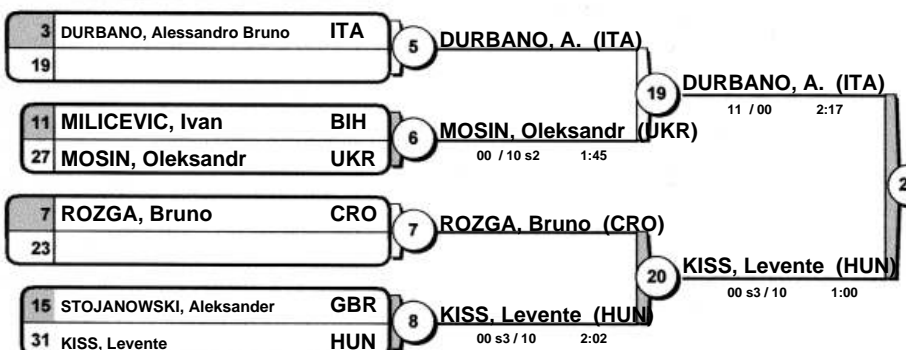 3 DURBANO, Alessandro Bruno ITA
19
5
DURBANO, A. (ITA)
11 MILICEVIC, Ivan BIH
27 MOSIN, Oleksandr UKR
6
MOSIN, Oleksandr (UKR)
00 / 10 s2 1:45
19
DURBANO, A. (ITA)
11 / 00 2:17
7 ROZGA, Bruno CRO
23
7
ROZGA, Bruno (CRO)
15 STOJANOWSKI, Aleksander GBR
31 KISS, Levente HUN
8
KISS, Levente (HUN)
00 s3 / 10 2:02
20
KISS, Levente (HUN)
00 s3 / 10 1:00